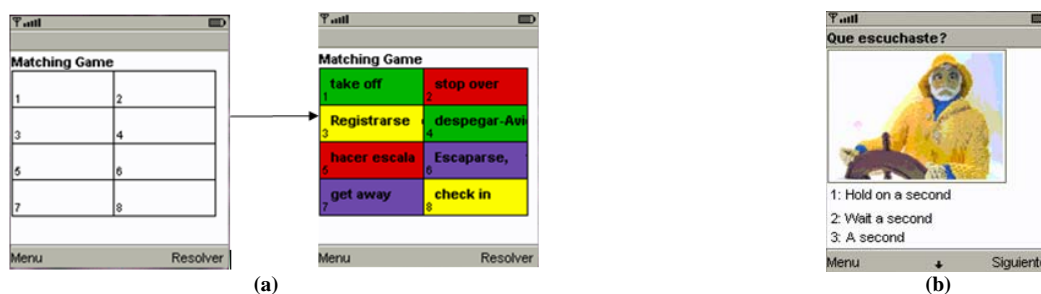 Matching Game
1 2
3 4
5 6
7 8
Menu Resolver
Matching Game
take off stop over
1 2
Registrarse despegar-Avi
3 4
hacer escala Escaparse,
5 6
get away check in
7 8
Menu Resolver
(a)
Que escuchaste?
1: Hold on a second
2: Wait a second
3: A second
Menu Siguiente
(b)